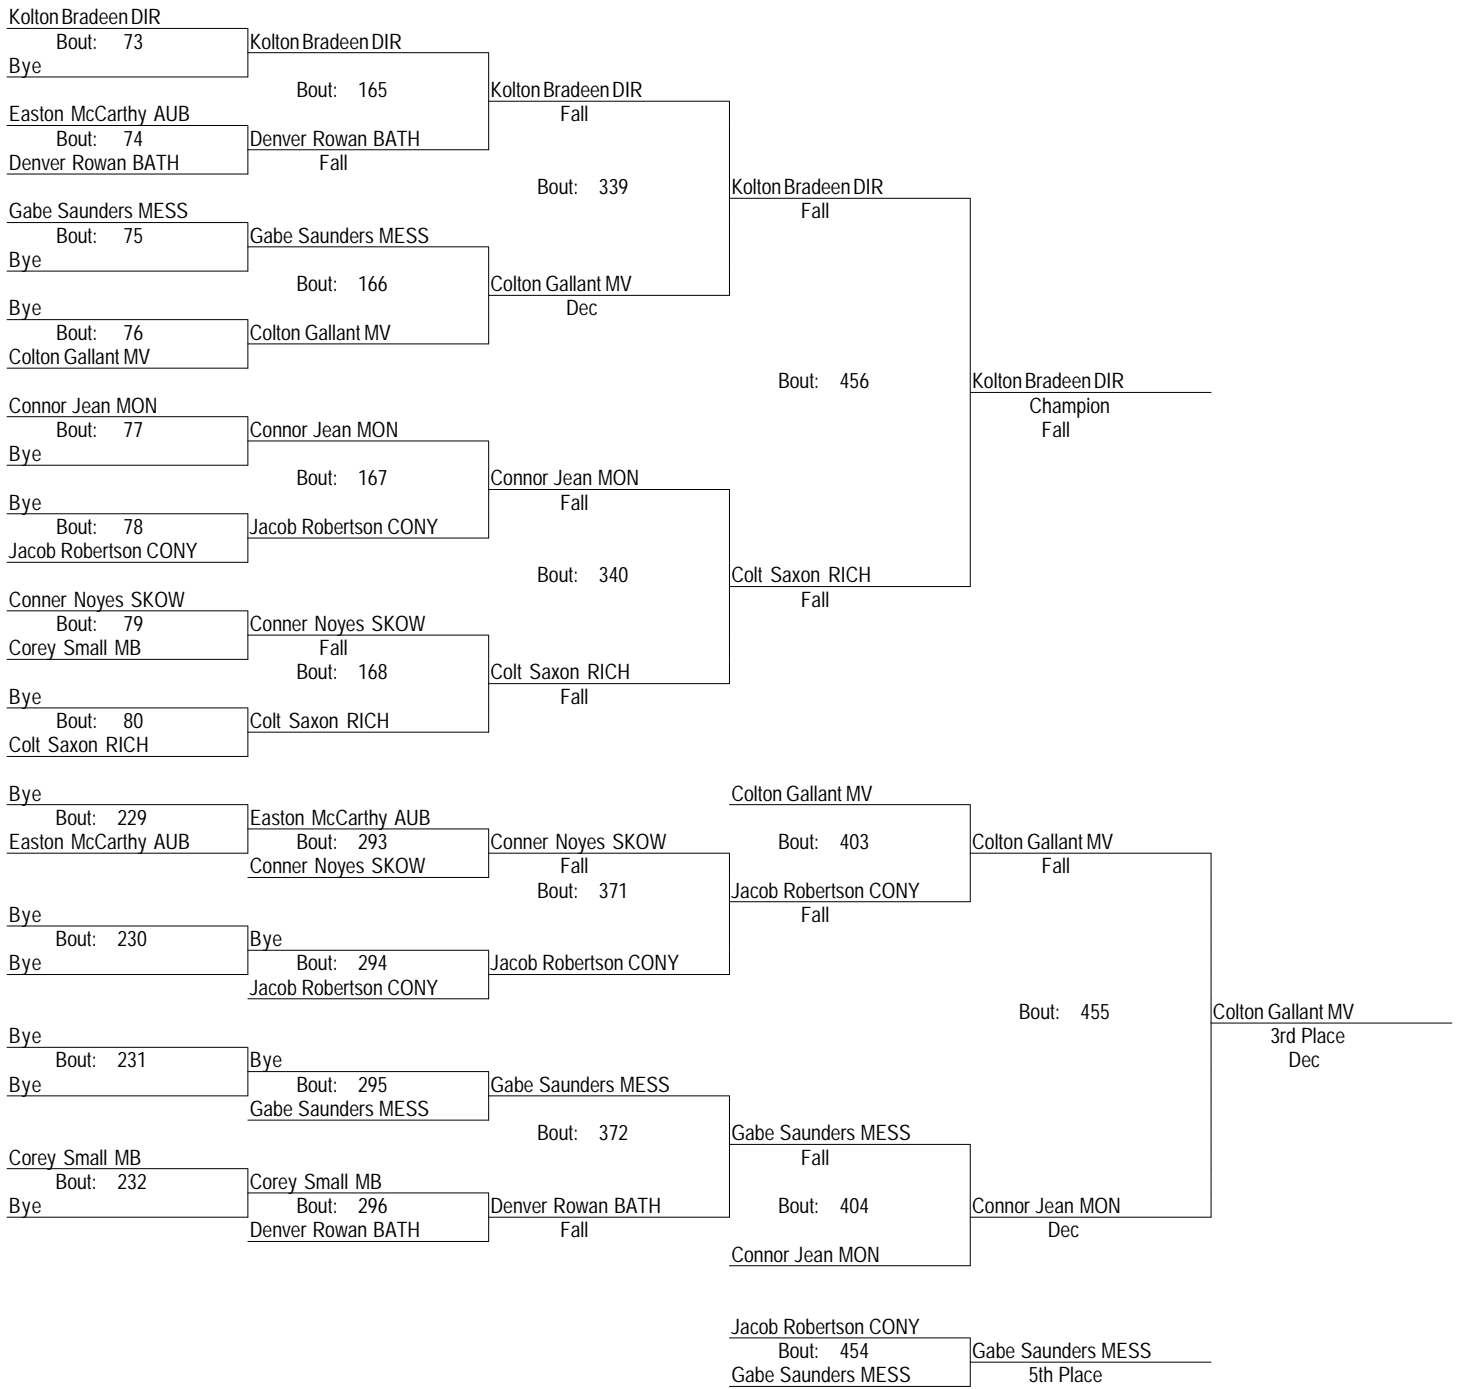 Kolton Bradeen DIR
Bout: 73
Kolton Bradeen DIR
Bye
Bout: 165
Kolton Bradeen DIR
Easton McCarthy AUB
Fall
Bout: 74
Denver Rowan BATH
Denver Rowan BATH
Fall
Bout: 339
Kolton Bradeen DIR
Gabe Saunders MESS
Fall
Bout: 75
Gabe Saunders MESS
Bye
Bout: 166
Colton Gallant MV
Bye
Dec
Bout: 76
Colton Gallant MV
Colton Gallant MV
Bout: 456
Kolton Bradeen DIR
Connor Jean MON
Champion
Bout: 77
Connor Jean MON
Fall
Bye
Bout: 167
Connor Jean MON
Bye
Fall
Bout: 78
Jacob Robertson CONY
Jacob Robertson CONY
Bout: 340
Colt Saxon RICH
Conner Noyes SKOW
Fall
Bout: 79
Conner Noyes SKOW
Corey Small MB
Fall
Bout: 168
Colt Saxon RICH
Bye
Fall
Bout: 80
Colt Saxon RICH
Colt Saxon RICH
Bye
Colton Gallant MV
Bout: 229
Easton McCarthy AUB
Easton McCarthy AUB
Bout: 293
Conner Noyes SKOW
Bout: 403
Colton Gallant MV
Conner Noyes SKOW
Fall
Fall
Bout: 371
Jacob Robertson CONY
Bye
Fall
Bout: 230
Bye
Bye
Bout: 294
Jacob Robertson CONY
Jacob Robertson CONY
Bout: 455
Colton Gallant MV
Bye
3rd Place
Bout: 231
Bye
Dec
Bye
Bout: 295
Gabe Saunders MESS
Gabe Saunders MESS
Bout: 372
Gabe Saunders MESS
Corey Small MB
Fall
Bout: 232
Corey Small MB
Bye
Bout: 296
Denver Rowan BATH
Bout: 404
Connor Jean MON
Denver Rowan BATH
Fall
Dec
Connor Jean MON
Jacob Robertson CONY
Bout: 454
Gabe Saunders MESS
Gabe Saunders MESS
5th Place